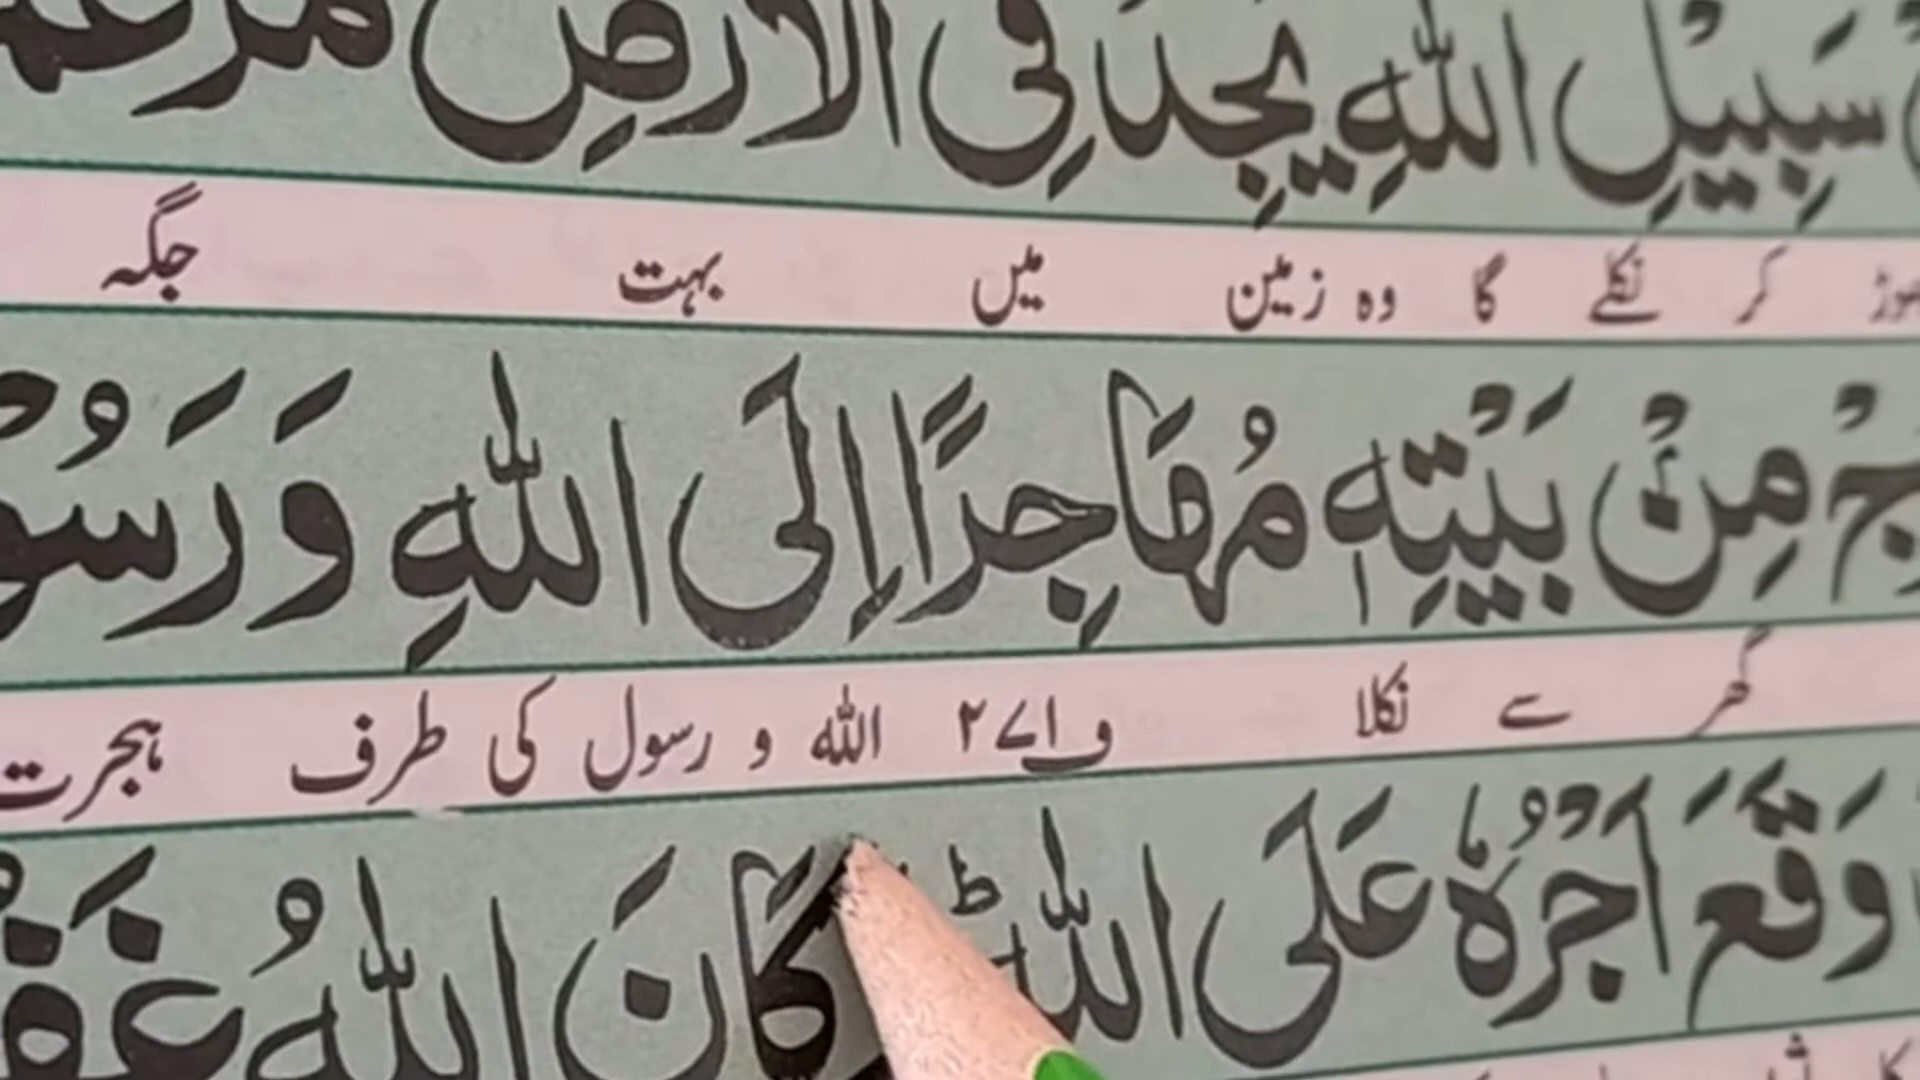 سَبِيْلِ اللّٰهِ يَجِدْ فِي الْاَرْضِ
کر نکلے گا وہ زمین میں بہت جگہ
مِنْۢ بَيْتِهٖ مُهَاجِرًا اِلَى اللّٰهِ وَ
گھر سے نکلا و۲۷۱ اللہ و رسول کی طرف ہجرت
وَقَعَ اَجْرُهٗ عَلَى اللّٰهِ ؕ كَانَ اللّٰهُ